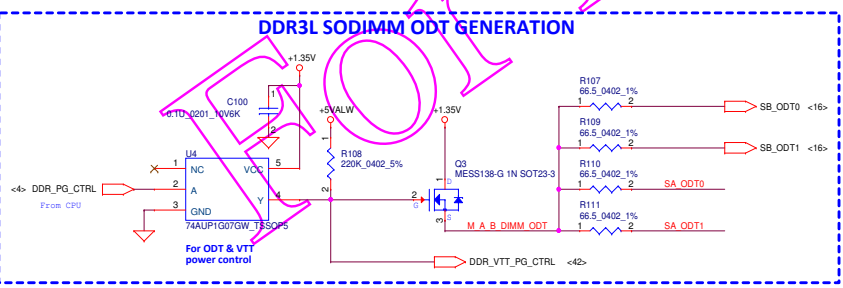 DDR3L SODIMM ODT GENERATION
+1.35V
C100
0.1U_0201_10V6K
1
2
+5VALW
+1.35V
R107
66.5_0402_1%
1
2
SB_ODT0 <16>
R109
66.5_0402_1%
1
2
SB_ODT1 <16>
R108
220K_0402_5%
1
2
U4
1
NC
VCC
5
<4> DDR_PG_CTRL
2
A
From CPU
3
GND
Y
4
74AUP1G07GW_TSSOP5
For ODT & VTT
power control
Q3
MESS138-G 1N SOT23-3
1
D
2
G
3
S
R110
66.5_0402_1%
1
2
SA_ODT0
R111
66.5_0402_1%
1
2
SA_ODT1
M_A_B_DIMM_ODT
DDR_VTT_PG_CTRL <42>